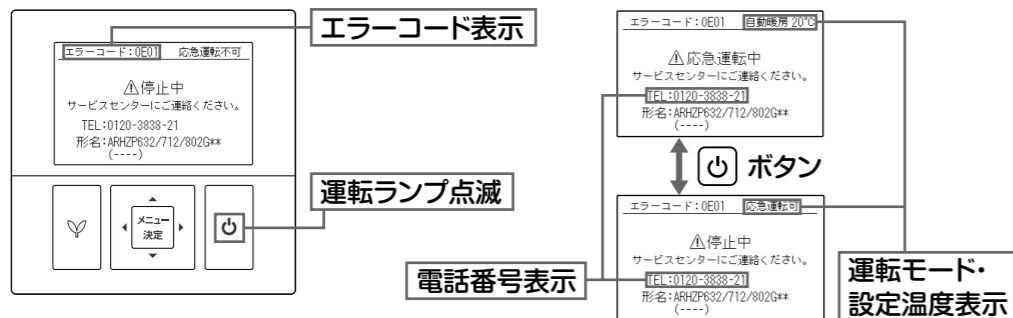 エラーコード表示
エラーコード：0E01 応急運転不可
⚠停止中
サービスセンターにご連絡ください。
TEL:0120-3838-21
形名:ARHZP632/712/802G**
(----)
メニュー
決定
運転ランプ点滅
エラーコード：0E01 自動暖房 20℃
⚠応急運転中
サービスセンターにご連絡ください。
TEL:0120-3838-21
形名:ARHZP632/712/802G**
(----)
ボタン
エラーコード：0E01 応急運転可
⚠停止中
サービスセンターにご連絡ください。
TEL:0120-3838-21
形名:ARHZP632/712/802G**
(----)
電話番号表示
運転モード・
設定温度表示